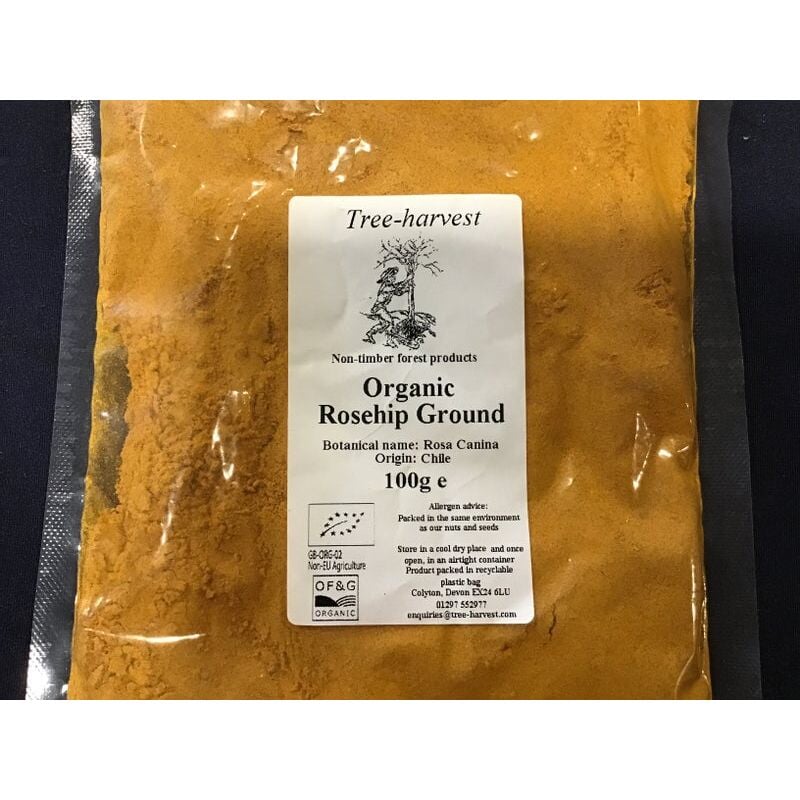 Tree-harvest
Non-timber forest products
Organic
Rosehip Ground
Botanical name: Rosa Canina
Origin: Chile
100g e
Allergen advice:
Packed in the same environment
as our nuts and seeds
GB-ORG-02
Non-EU Agriculture
Store in a cool dry place and once
open, in an airtight container
Product packed in recyclable
plastic bag
Colyton, Devon EX24 6LU
01297 552977
enquiries@tree-harvest.com
OF&G
ORGANIC